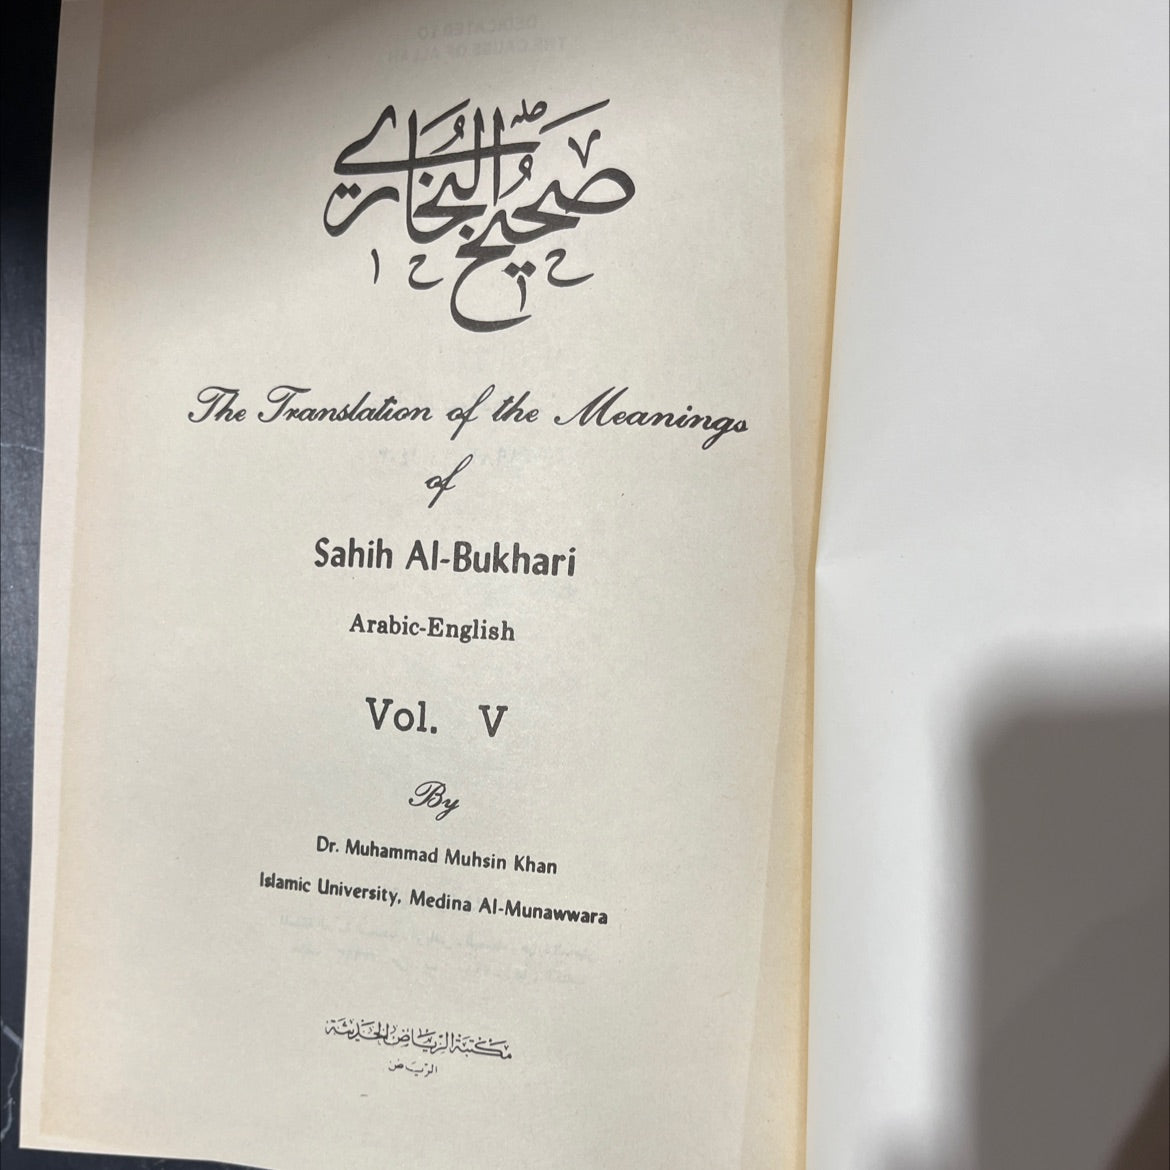 صحيح البخاري
The Translation of the Meanings
of
Sahih Al-Bukhari
Arabic-English
Vol. V
By
Dr. Muhammad Muhsin Khan
Islamic University, Medina Al-Munawwara
مكتبة الرياض الحديثة
الرياض